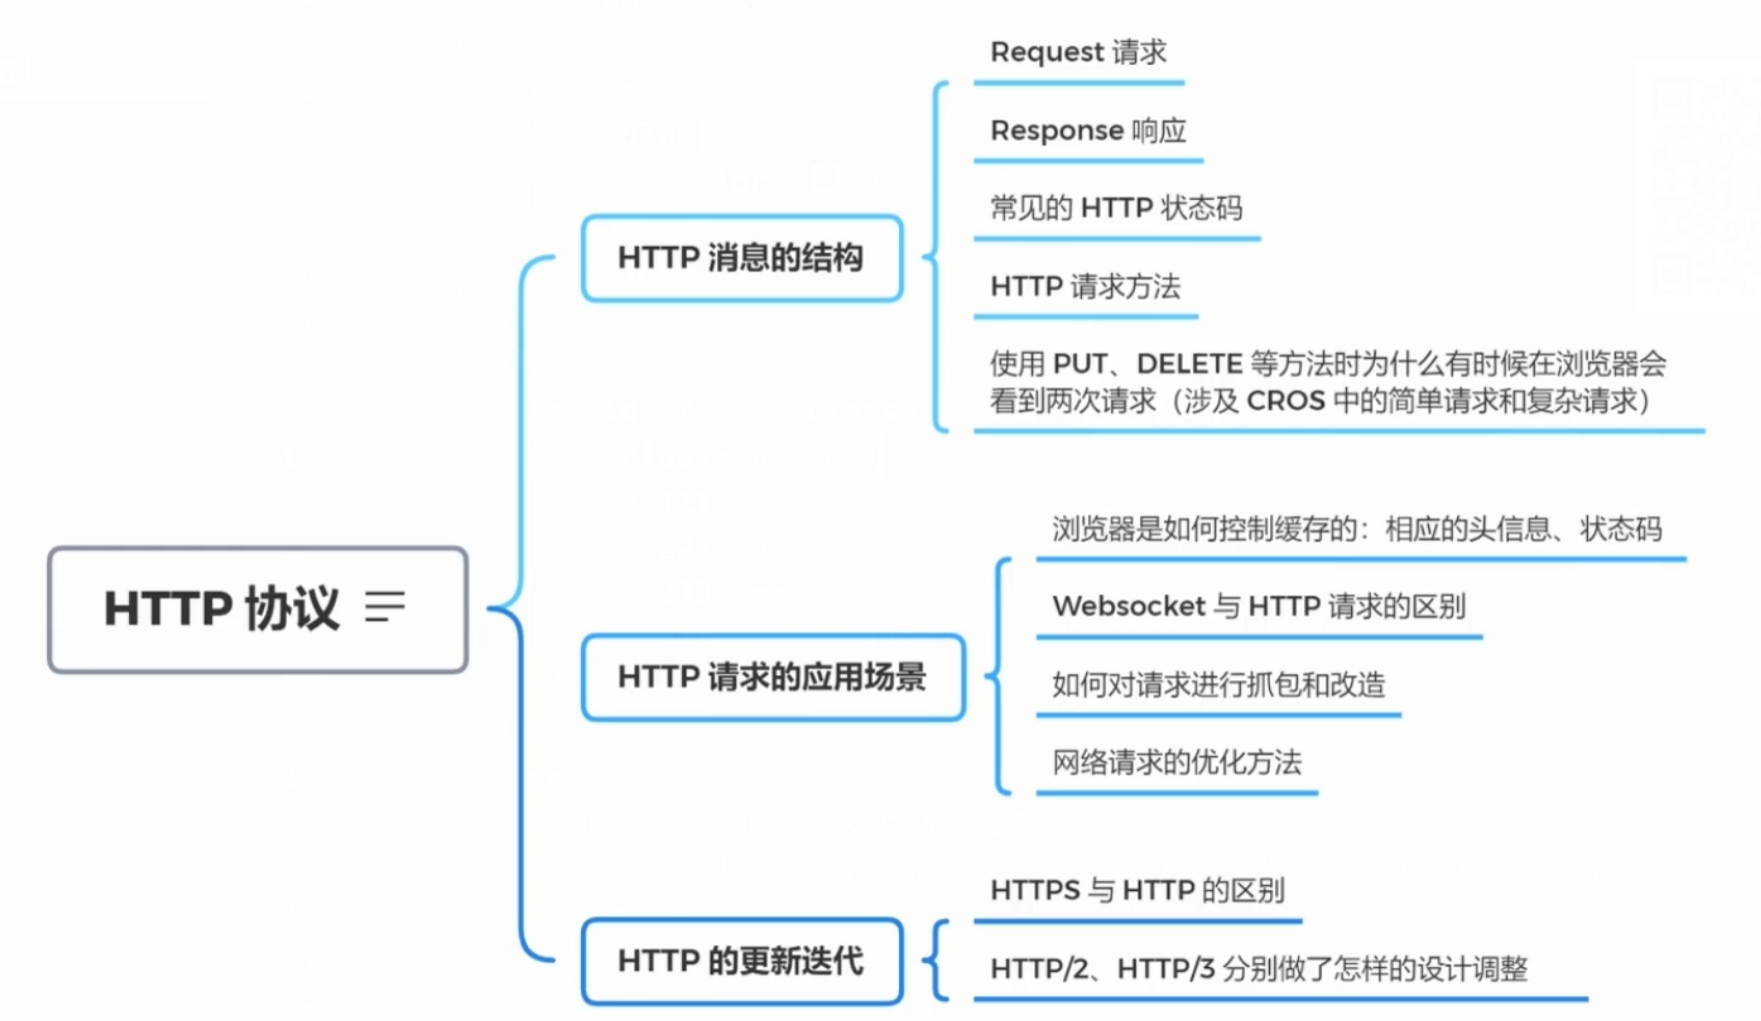 Request 请求
Response 响应
常见的 HTTP 状态码
HTTP 消息的结构
HTTP 请求方法
使用 PUT、DELETE 等方法时为什么有时候在浏览器会
看到两次请求（涉及 CROS 中的简单请求和复杂请求）
HTTP 协议
浏览器是如何控制缓存的：相应的头信息、状态码
Websocket 与 HTTP 请求的区别
HTTP 请求的应用场景
如何对请求进行抓包和改造
网络请求的优化方法
HTTPS 与 HTTP 的区别
HTTP 的更新迭代
HTTP/2、HTTP/3 分别做了怎样的设计调整